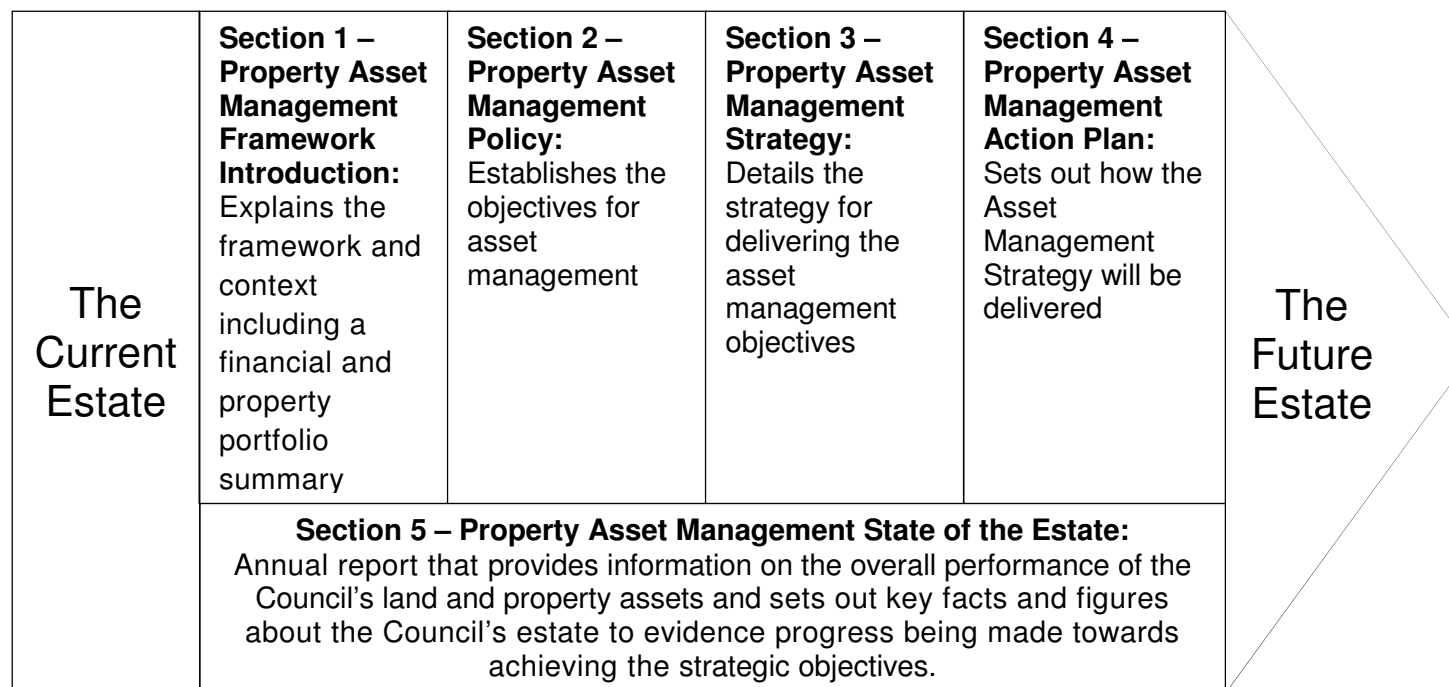 The
Current
Estate
Section 1 –
Property Asset
Management
Framework
Introduction:
Explains the
framework and
context
including a
financial and
property
portfolio
summary
Section 2 –
Property Asset
Management
Policy:
Establishes the
objectives for
asset
management
Section 3 –
Property Asset
Management
Strategy:
Details the
strategy for
delivering the
asset
management
objectives
Section 4 –
Property Asset
Management
Action Plan:
Sets out how the
Asset
Management
Strategy will be
delivered
Section 5 – Property Asset Management State of the Estate:
Annual report that provides information on the overall performance of the
Council’s land and property assets and sets out key facts and figures
about the Council’s estate to evidence progress being made towards
achieving the strategic objectives.
The
Future
Estate